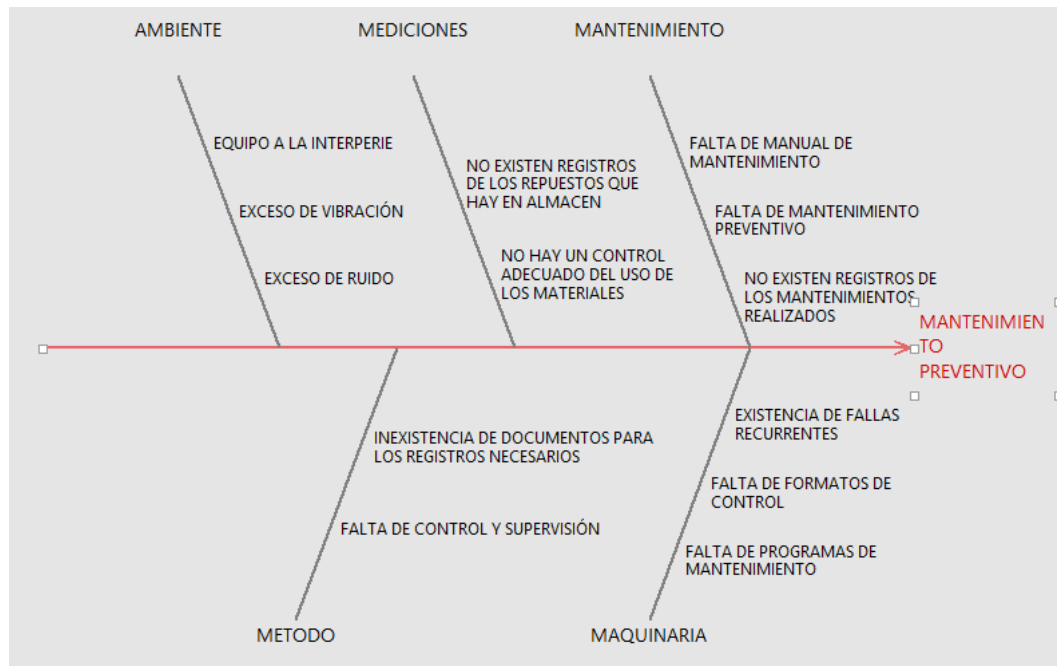 AMBIENTE
MEDICIONES
MANTENIMIENTO
EQUIPO A LA INTERPERIE
EXCESO DE VIBRACIÓN
EXCESO DE RUIDO
NO EXISTEN REGISTROS
DE LOS REPUESTOS QUE
HAY EN ALMACEN
NO HAY UN CONTROL
ADECUADO DEL USO DE
LOS MATERIALES
FALTA DE MANUAL DE
MANTENIMIENTO
FALTA DE MANTENIMIENTO
PREVENTIVO
NO EXISTEN REGISTROS DE
LOS MANTENIMIENTOS
REALIZADOS
MANTENIMIEN
TO
PREVENTIVO
INEXISTENCIA DE DOCUMENTOS PARA
LOS REGISTROS NECESARIOS
FALTA DE CONTROL Y SUPERVISIÓN
EXISTENCIA DE FALLAS
RECURRENTES
FALTA DE FORMATOS DE
CONTROL
FALTA DE PROGRAMAS DE
MANTENIMIENTO
METODO
MAQUINARIA